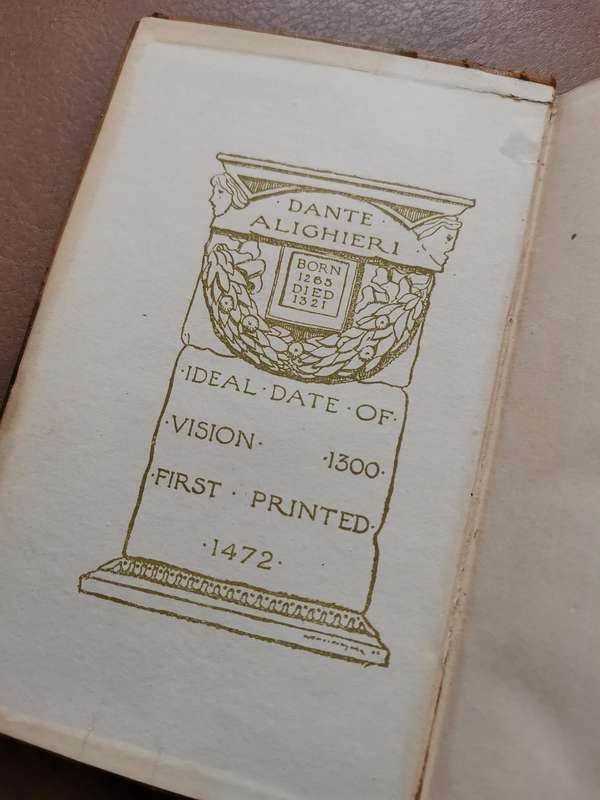 ·DANTE
ALIGHIERI
BORN
1265
DIED
1321
·IDEAL·DATE·OF·
·VISION· ·1300·
·FIRST · PRINTED·
·1472·